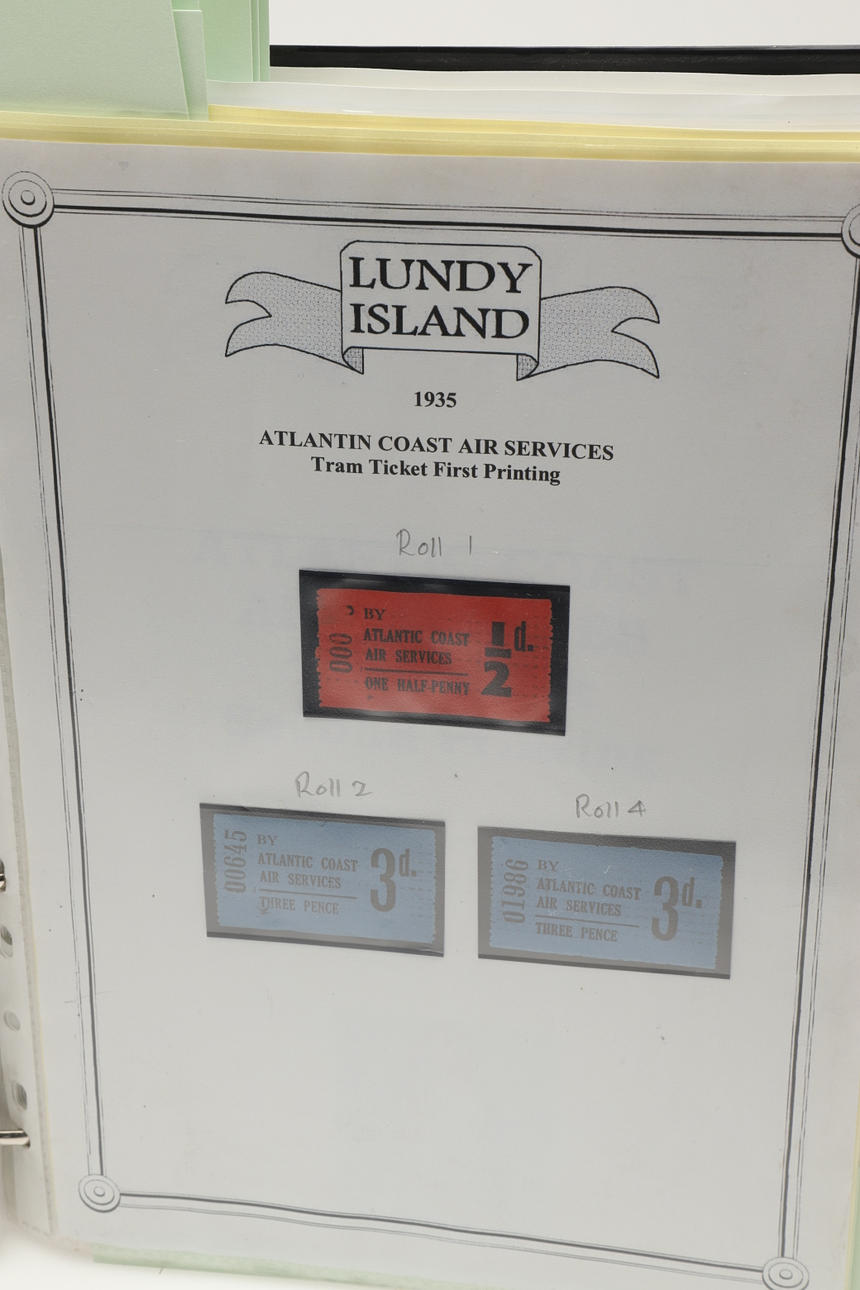 LUNDY
ISLAND
1935
ATLANTIN COAST AIR SERVICES
Tram Ticket First Printing
Roll 1
BY
ATLANTIC COAST
AIR SERVICES
ONE HALF-PENNY
1/2 d.
Roll 2
00645
BY
ATLANTIC COAST
AIR SERVICES
THREE PENCE
3d.
Roll 4
01986
BY
ATLANTIC COAST
AIR SERVICES
THREE PENCE
3d.